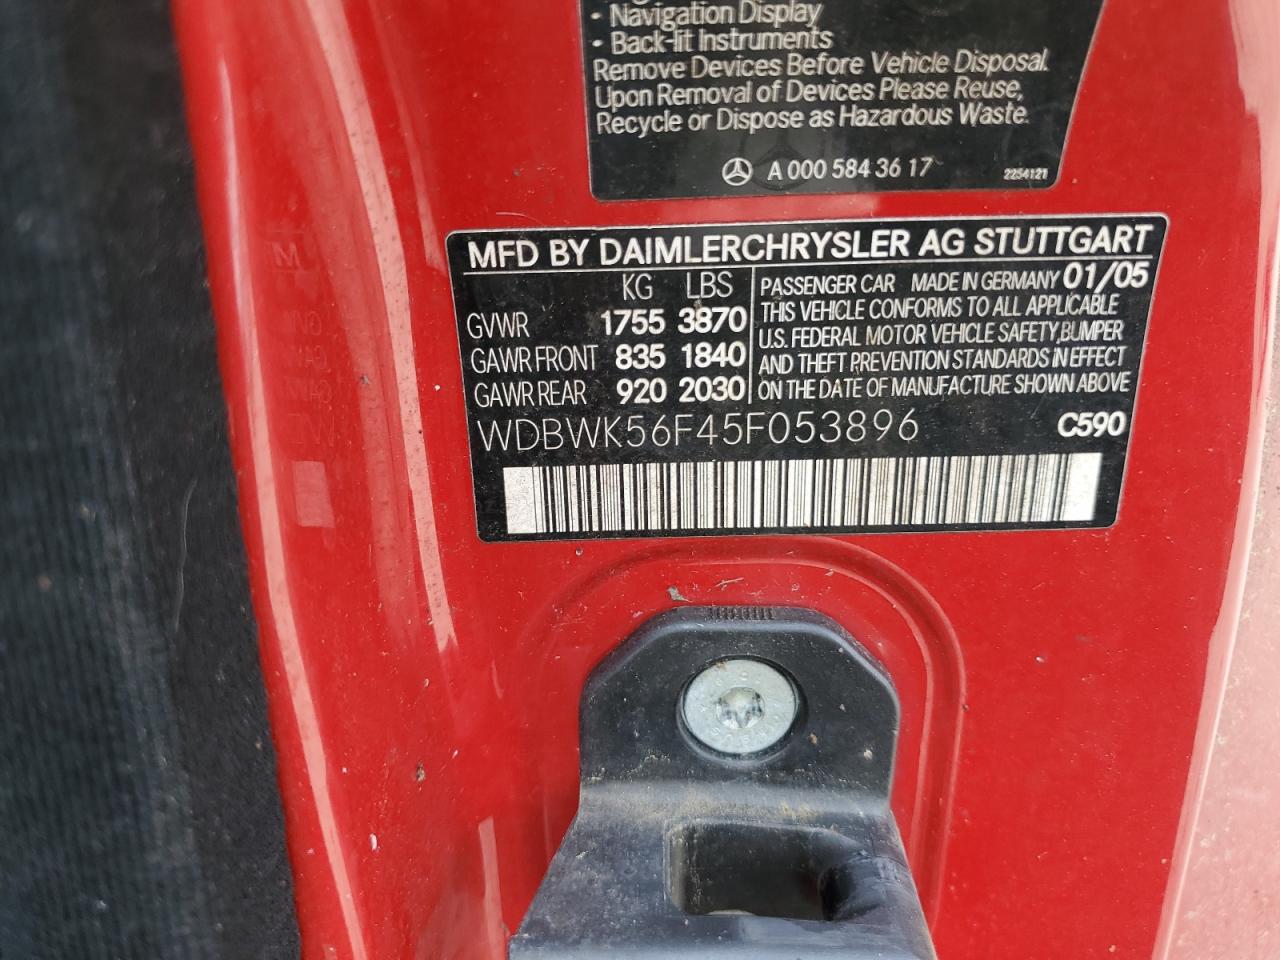 • Navigation Display
• Back-lit Instruments
Remove Devices Before Vehicle Disposal.
Upon Removal of Devices Please Reuse,
Recycle or Dispose as Hazardous Waste.
A 000 584 36 17 2254121
MFD BY DAIMLERCHRYSLER AG STUTTGART
KG LBS
GVWR 1755 3870
GAWR FRONT 835 1840
GAWR REAR 920 2030
PASSENGER CAR MADE IN GERMANY 01/05
THIS VEHICLE CONFORMS TO ALL APPLICABLE
U.S. FEDERAL MOTOR VEHICLE SAFETY, BUMPER
AND THEFT PREVENTION STANDARDS IN EFFECT
ON THE DATE OF MANUFACTURE SHOWN ABOVE
WDBWK56F45F053896 C590